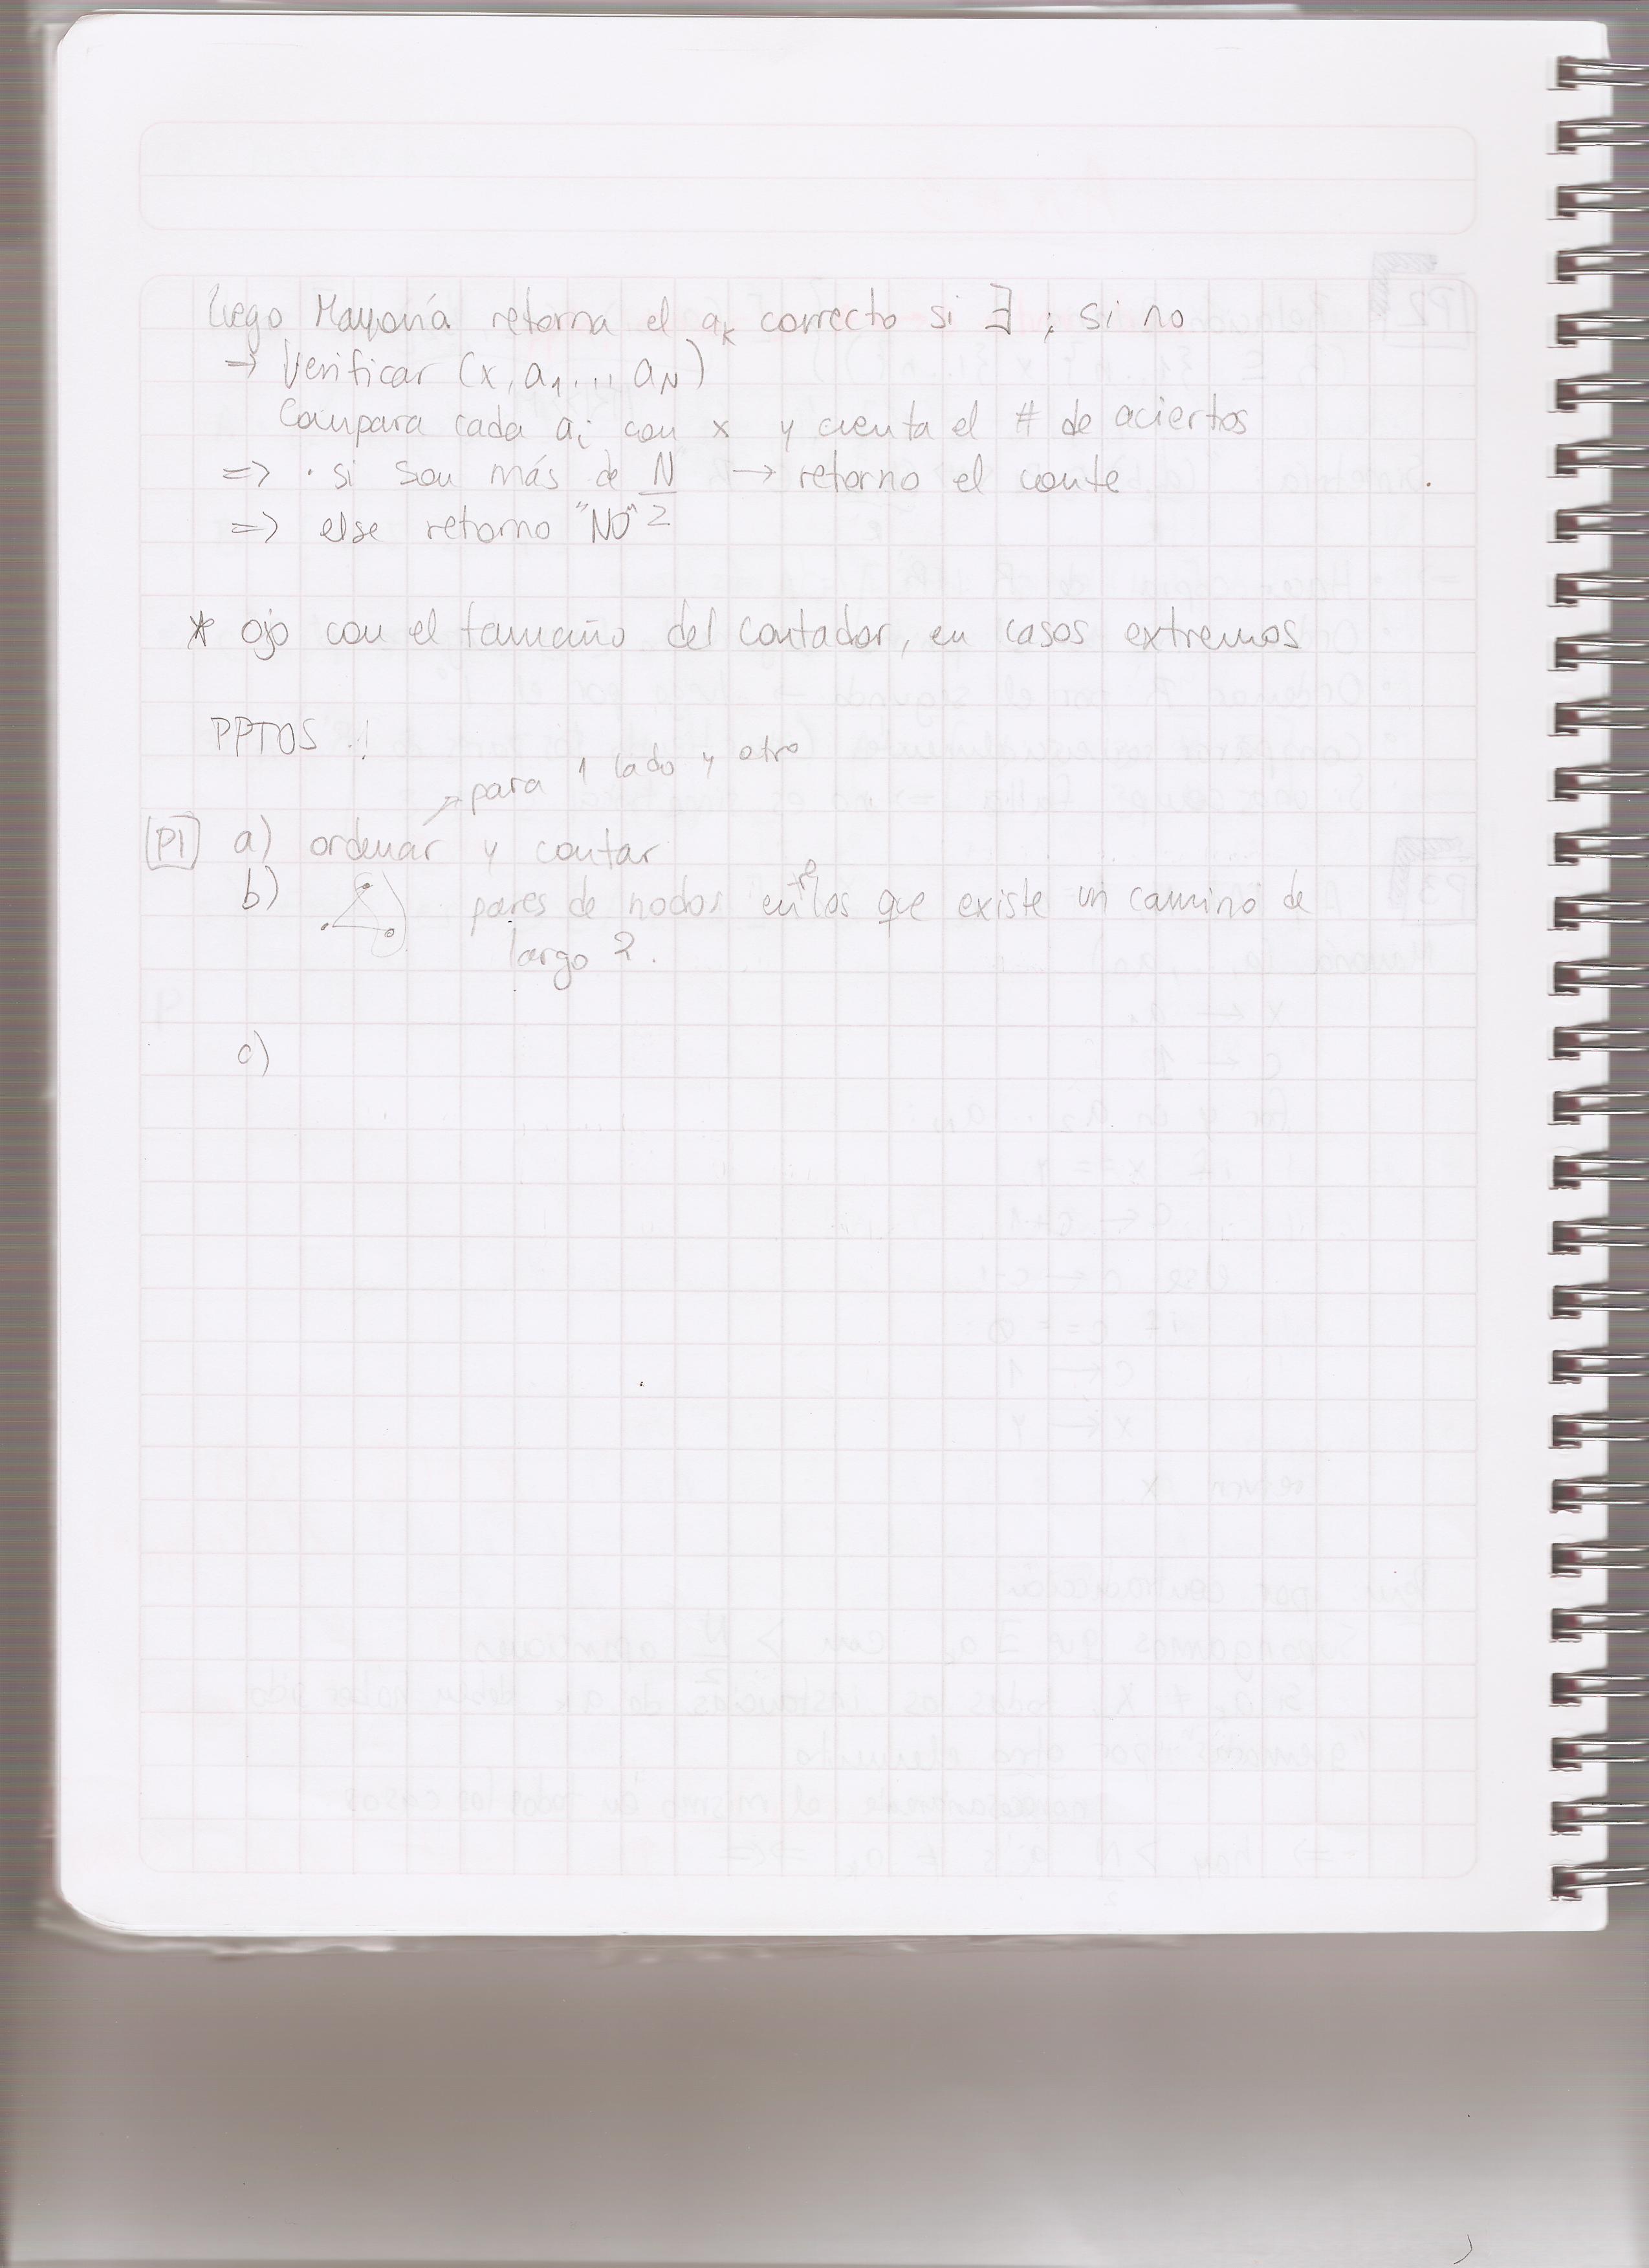 luego Mayoría retorna el a_k correcto si ∃ ; si no
→ Verificar (x, a_1, ..., a_N)
Compara cada a_i con x y cuenta el # de aciertos
=> · si son más de N/2 → retorno el conte
=> else retorno "NO"
* ojo con el tamaño del contador, en casos extremos
PPTOS !
→ para 1 lado y otro
[P1] a) ordenar y contar
b) pares de nodos entre los que existe un camino de
largo 2.
c)